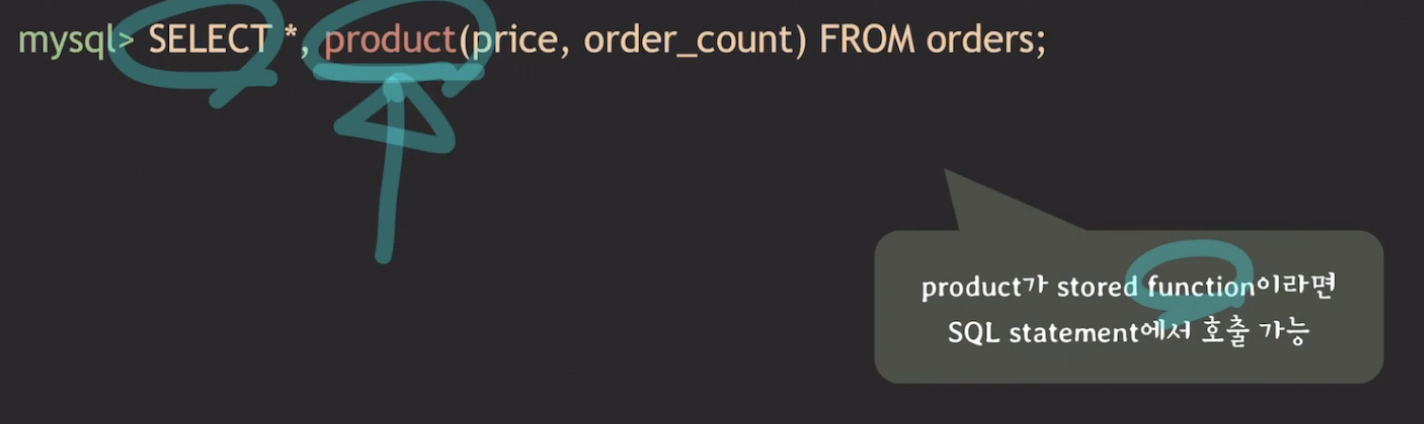 mysql> SELECT *, product(price, order_count) FROM orders;
product가 stored function이라면
SQL statement에서 호출 가능